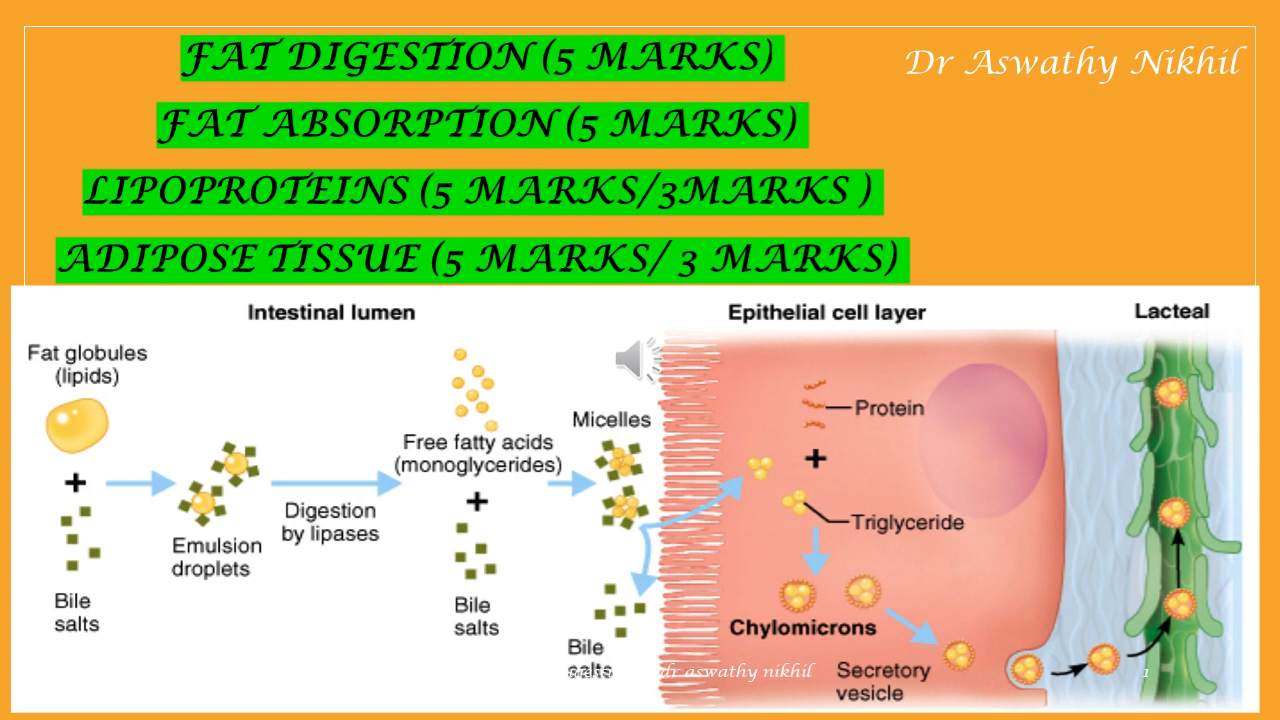 FAT DIGESTION (5 MARKS)
Dr Aswathy Nikhil
FAT ABSORPTION (5 MARKS)
LIPOPROTEINS (5 MARKS/3MARKS )
ADIPOSE TISSUE (5 MARKS/ 3 MARKS)
Intestinal lumen
Epithelial cell layer
Lacteal
Fat globules
(lipids)
+
Bile
salts
Emulsion
droplets
Digestion
by lipases
Free fatty acids
(monoglycerides)
+
Bile
salts
Micelles
Bile
salts
Protein
+
Triglyceride
Chylomicrons
Secretory
vesicle
dr aswathy nikhil
1